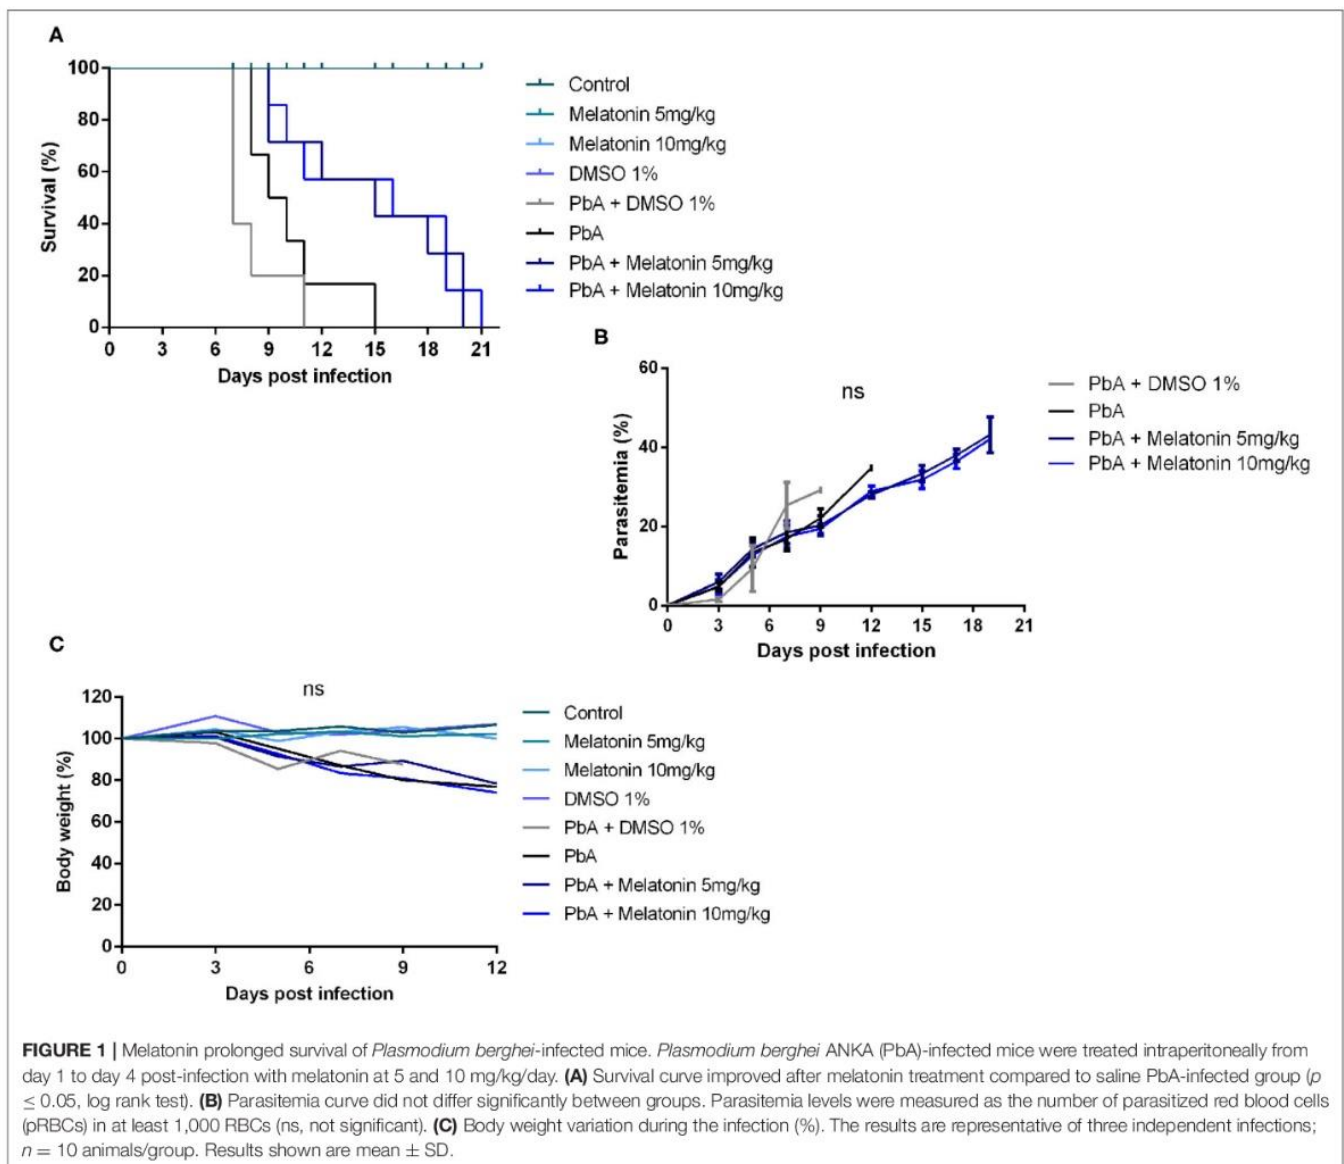 A
100
80
60
40
20
0
Survival (%)
0 3 6 9 12 15 18 21
Days post infection
Control
Melatonin 5mg/kg
Melatonin 10mg/kg
DMSO 1%
PbA + DMSO 1%
PbA
PbA + Melatonin 5mg/kg
PbA + Melatonin 10mg/kg
B
60
40
20
0
Parasitemia (%)
ns
0 3 6 9 12 15 18 21
Days post infection
PbA + DMSO 1%
PbA
PbA + Melatonin 5mg/kg
PbA + Melatonin 10mg/kg
C
120
100
80
60
40
20
0
Body weight (%)
ns
0 3 6 9 12
Days post infection
Control
Melatonin 5mg/kg
Melatonin 10mg/kg
DMSO 1%
PbA + DMSO 1%
PbA
PbA + Melatonin 5mg/kg
PbA + Melatonin 10mg/kg
FIGURE 1 | Melatonin prolonged survival of Plasmodium berghei-infected mice. Plasmodium berghei ANKA (PbA)-infected mice were treated intraperitoneally from
day 1 to day 4 post-infection with melatonin at 5 and 10 mg/kg/day. (A) Survival curve improved after melatonin treatment compared to saline PbA-infected group (p
≤ 0.05, log rank test). (B) Parasitemia curve did not differ significantly between groups. Parasitemia levels were measured as the number of parasitized red blood cells
(pRBCs) in at least 1,000 RBCs (ns, not significant). (C) Body weight variation during the infection (%). The results are representative of three independent infections;
n = 10 animals/group. Results shown are mean ± SD.